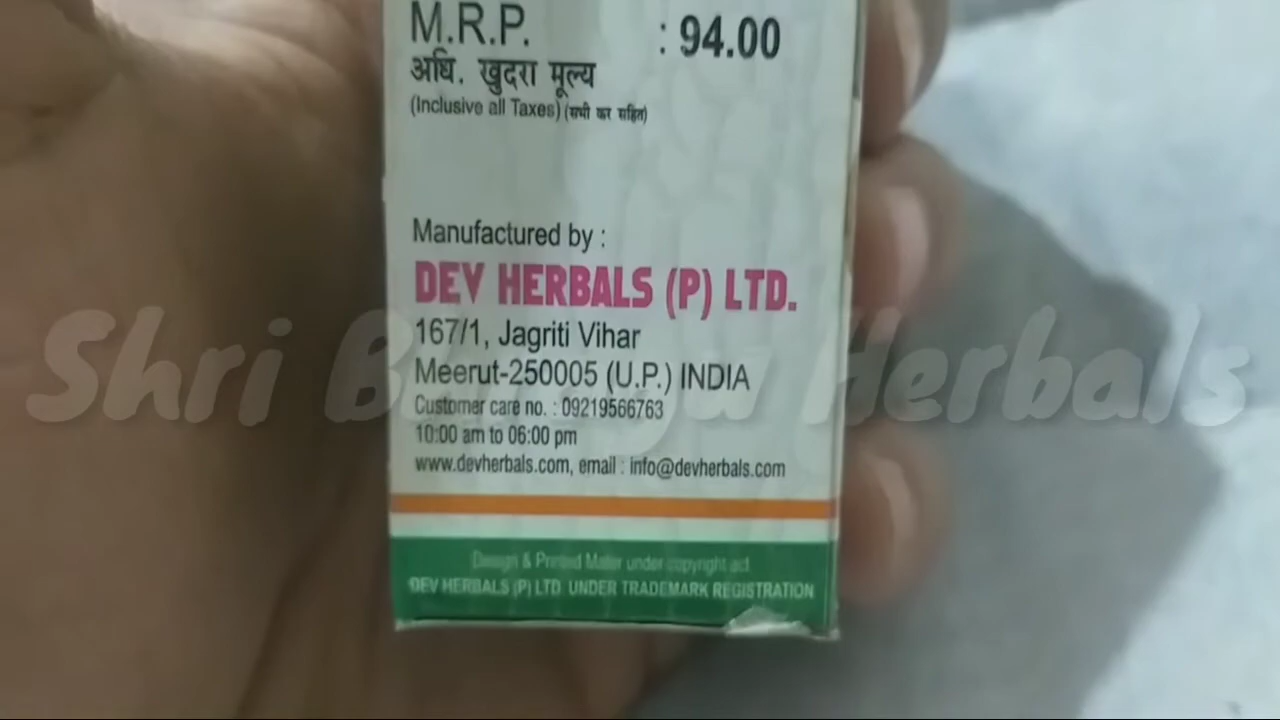 M.R.P. : 94.00
अधि. खुदरा मूल्य
(Inclusive all Taxes) (सभी कर सहित)
Manufactured by :
DEV HERBALS (P) LTD.
167/1, Jagriti Vihar
Meerut-250005 (U.P.) INDIA
Customer care no. : 09219566763
10:00 am to 06:00 pm
www.devherbals.com, email : info@devherbals.com
Design & Printed Mater under copyright act.
DEV HERBALS (P) LTD. UNDER TRADEMARK REGISTRATION
Shri Herbals